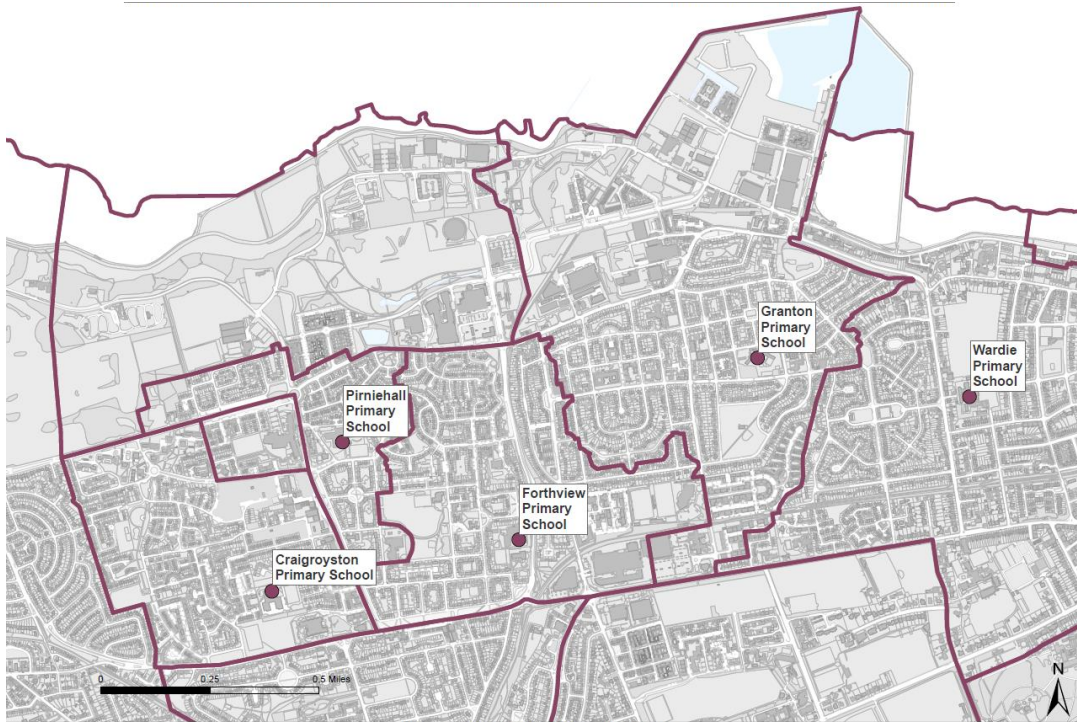 Granton
Primary
School
Wardie
Primary
School
Pirniehall
Primary
School
Forthview
Primary
School
Craigroyston
Primary School
0 0.25 0.5 Miles
N